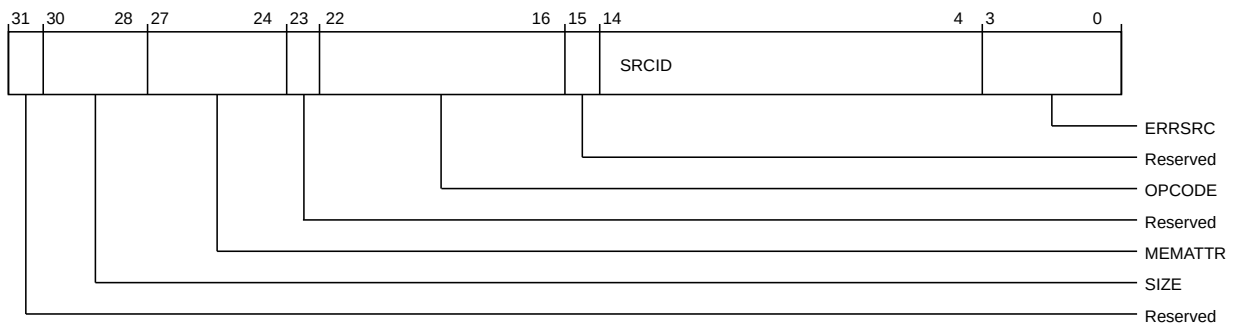 31 30 28 27 24 23 22 16 15 14 4 3 0
SRCID
ERRSRC
Reserved
OPCODE
Reserved
MEMATTR
SIZE
Reserved